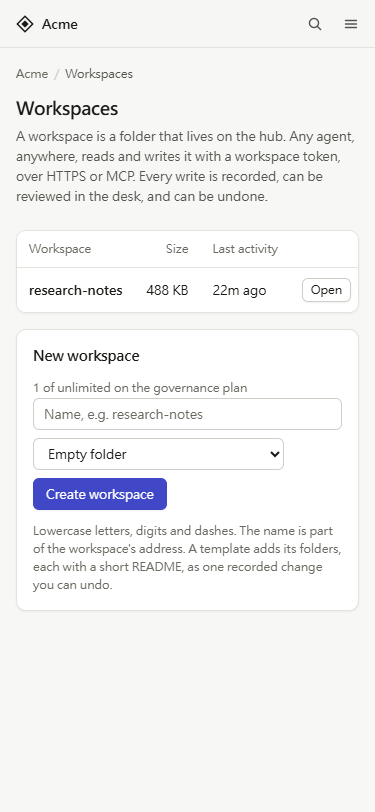 Acme
Acme / Workspaces
Workspaces
A workspace is a folder that lives on the hub. Any agent,
anywhere, reads and writes it with a workspace token,
over HTTPS or MCP. Every write is recorded, can be
reviewed in the desk, and can be undone.
Workspace Size Last activity
research-notes 488 KB 22m ago Open
New workspace
1 of unlimited on the governance plan
Name, e.g. research-notes
Empty folder
Create workspace
Lowercase letters, digits and dashes. The name is part
of the workspace's address. A template adds its folders,
each with a short README, as one recorded change
you can undo.